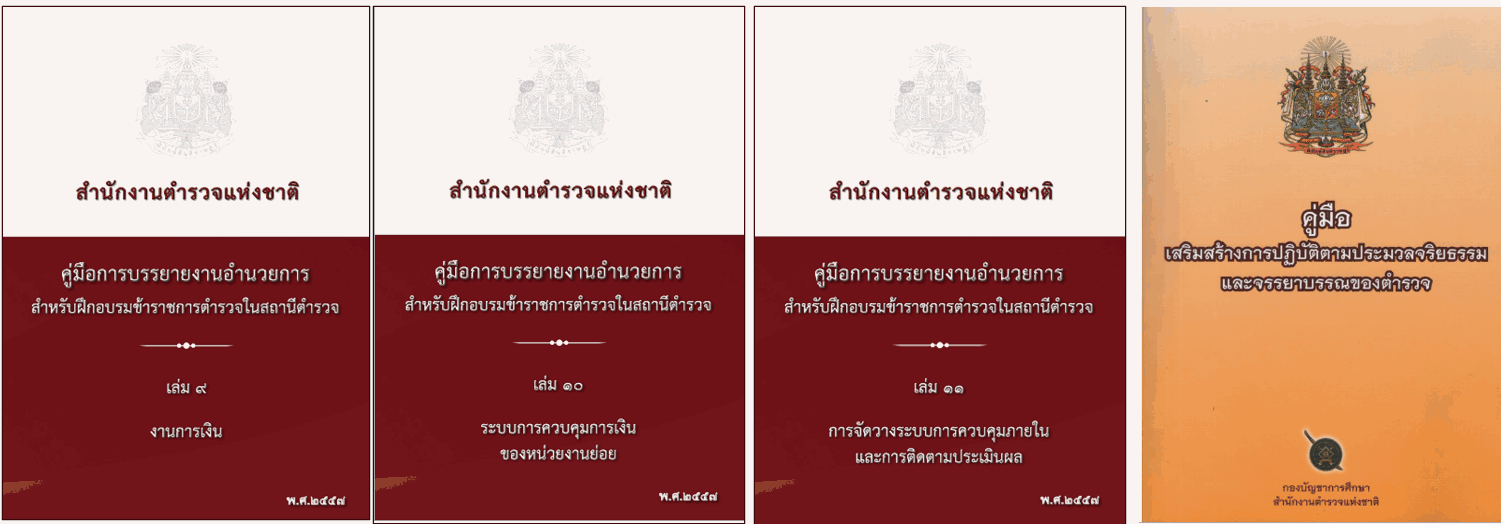 สำนักงานตำรวจแห่งชาติ
คู่มือการบรรยายงานอำนวยการ
สำหรับฝึกอบรมข้าราชการตำรวจในสถานีตำรวจ
เล่ม ๙
งานการเงิน
พ.ศ.๒๕๕๗
สำนักงานตำรวจแห่งชาติ
คู่มือการบรรยายงานอำนวยการ
สำหรับฝึกอบรมข้าราชการตำรวจในสถานีตำรวจ
เล่ม ๑๐
ระบบการควบคุมการเงิน
ของหน่วยงานย่อย
พ.ศ.๒๕๕๗
สำนักงานตำรวจแห่งชาติ
คู่มือการบรรยายงานอำนวยการ
สำหรับฝึกอบรมข้าราชการตำรวจในสถานีตำรวจ
เล่ม ๑๑
การจัดวางระบบการควบคุมภายใน
และการติดตามประเมินผล
พ.ศ.๒๕๕๗
คู่มือ
เสริมสร้างการปฏิบัติตามประมวลจริยธรรม
และจรรยาบรรณของตำรวจ
กองบัญชาการศึกษา
สำนักงานตำรวจแห่งชาติ